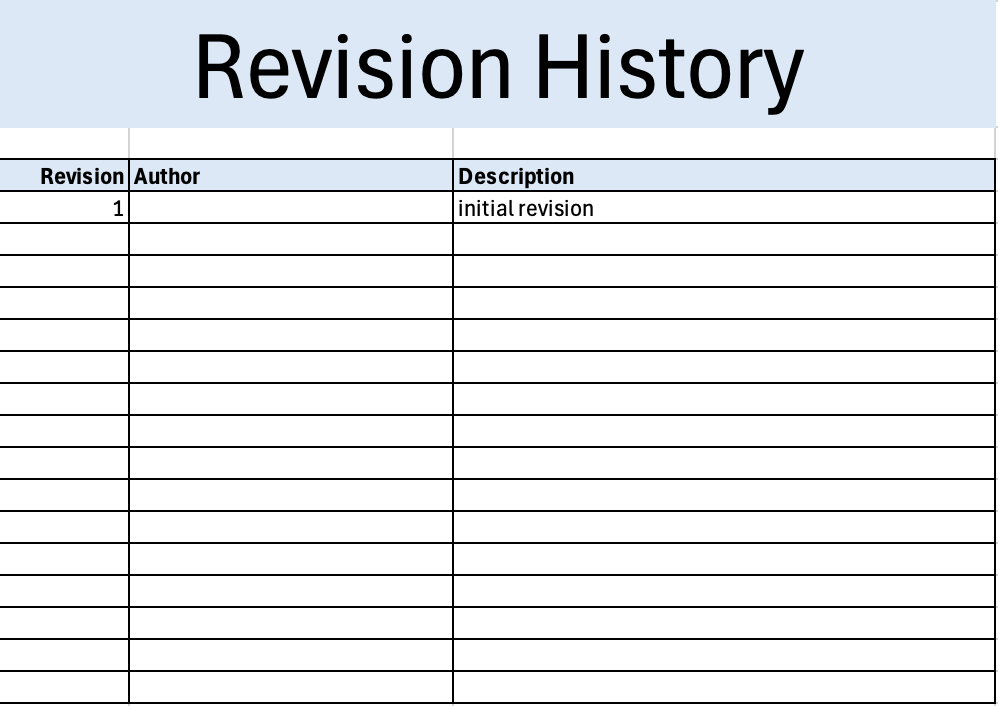 Revision History
Revision Author Description
1 initial revision